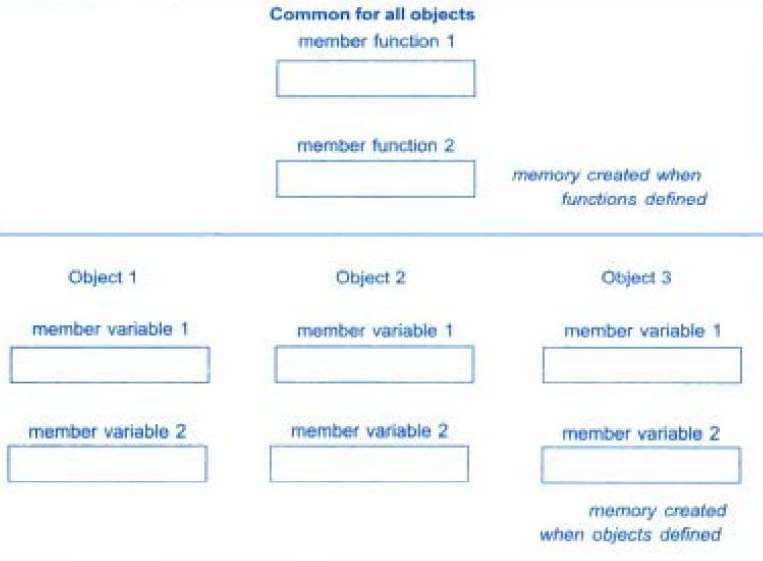 Common for all objects
member function 1
member function 2
memory created when
functions defined
Object 1
Object 2
Object 3
member variable 1
member variable 1
member variable 1
member variable 2
member variable 2
member variable 2
memory created
when objects defined